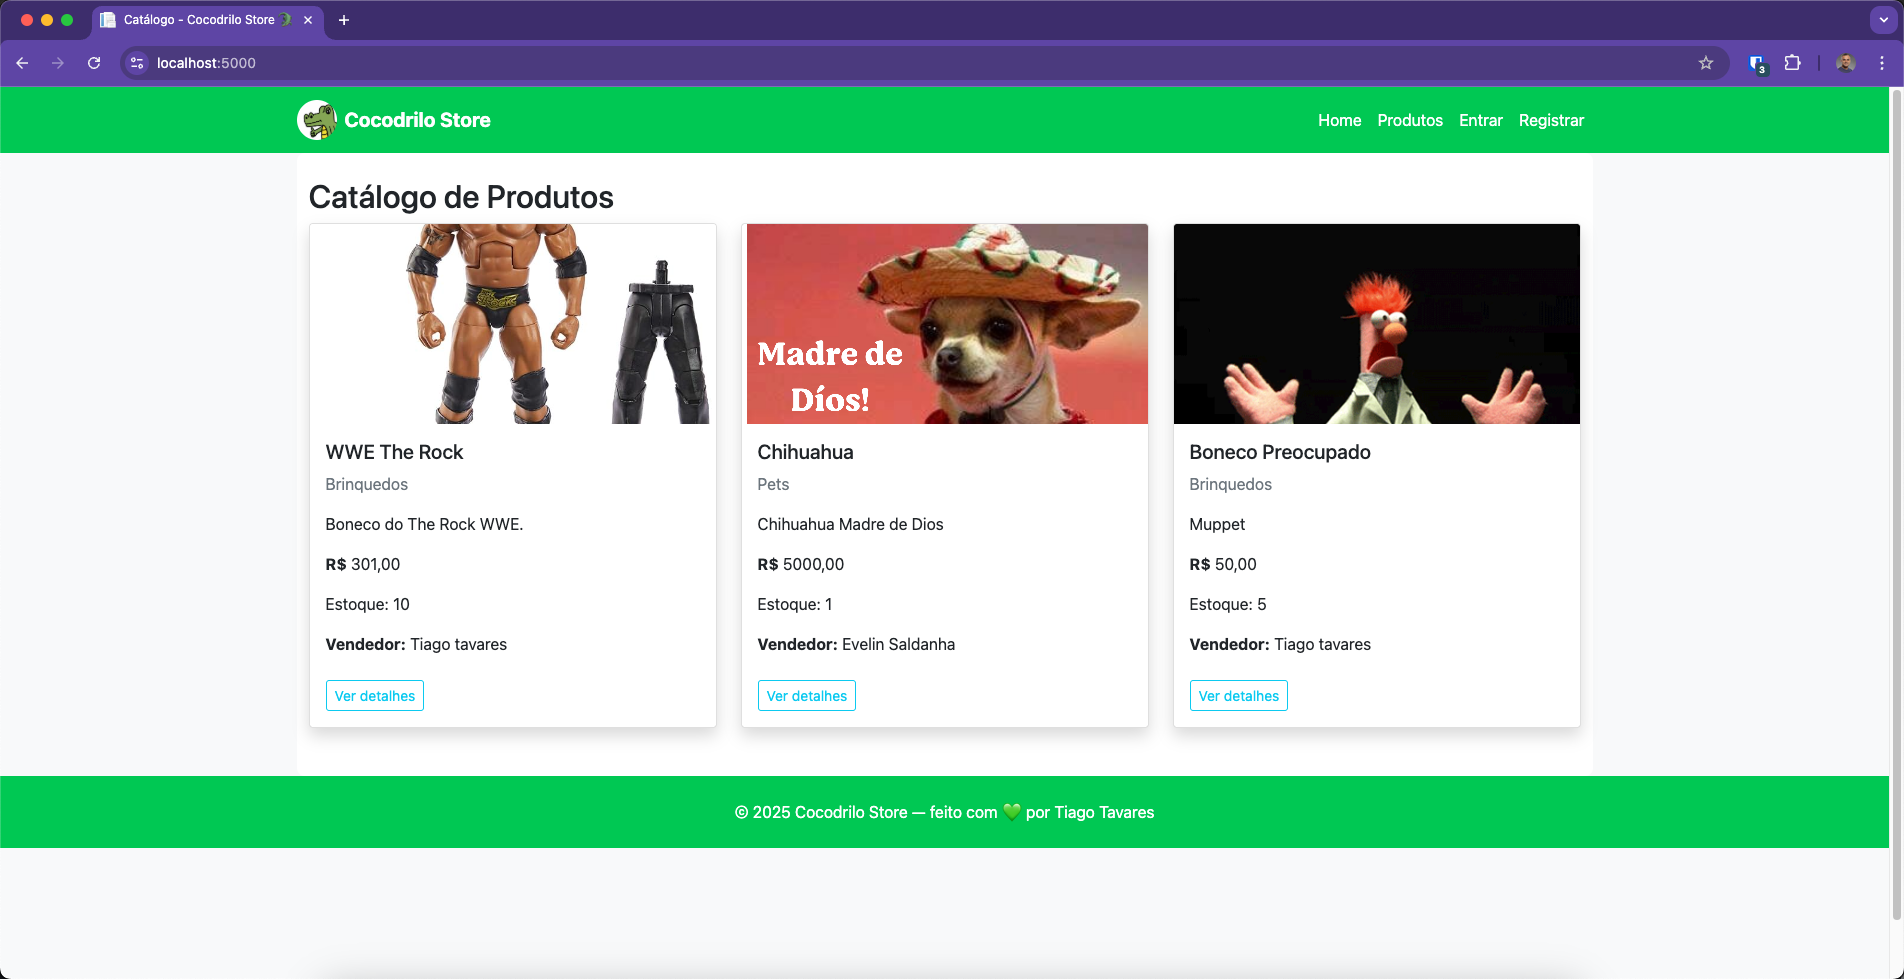 Catálogo - Cocodrilo Store
localhost:5000
3
Cocodrilo Store
Home Produtos Entrar Registrar
Catálogo de Produtos
Madre de
Díos!
WWE The Rock
Brinquedos
Boneco do The Rock WWE.
R$ 301,00
Estoque: 10
Vendedor: Tiago tavares
Ver detalhes
Chihuahua
Pets
Chihuahua Madre de Dios
R$ 5000,00
Estoque: 1
Vendedor: Evelin Saldanha
Ver detalhes
Boneco Preocupado
Brinquedos
Muppet
R$ 50,00
Estoque: 5
Vendedor: Tiago tavares
Ver detalhes
© 2025 Cocodrilo Store — feito com 💚 por Tiago Tavares